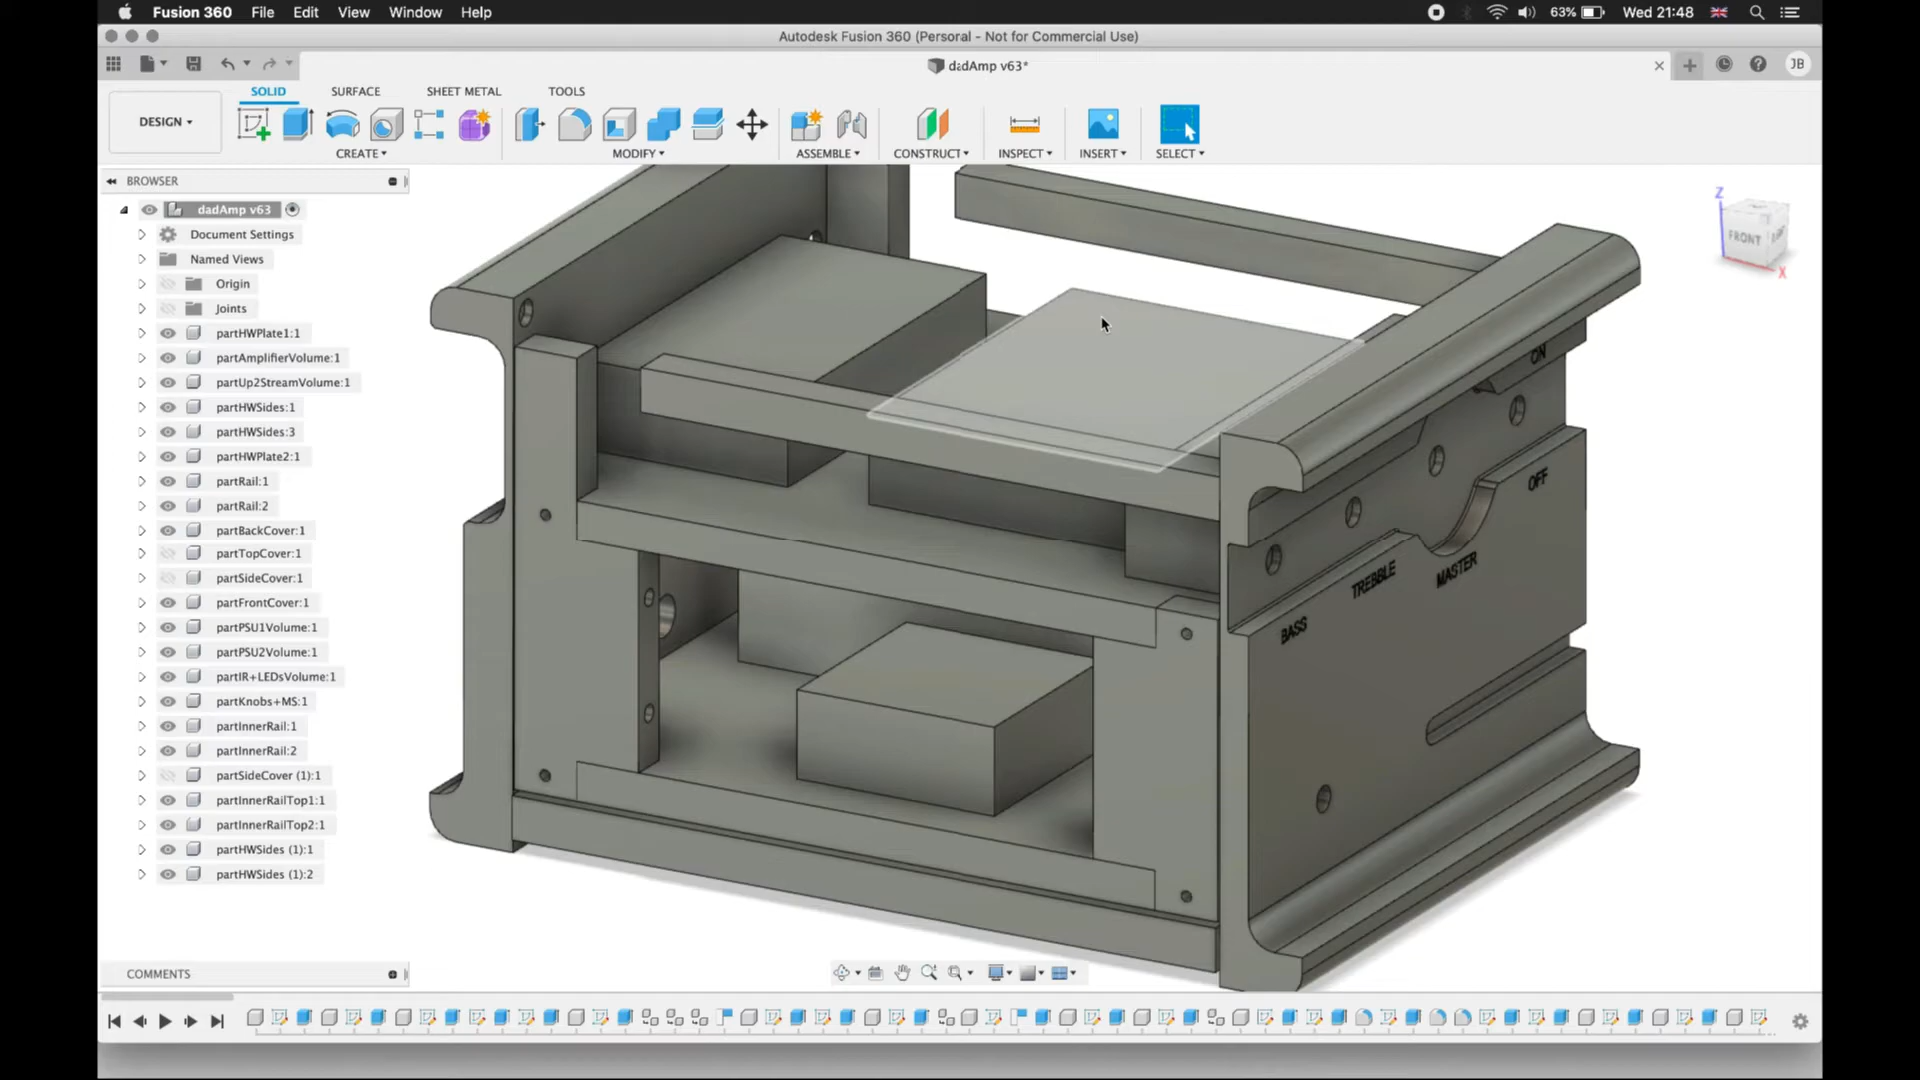 Fusion 360 File Edit View Window Help 63% Wed 21:48
Autodesk Fusion 360 (Personal - Not for Commercial Use)
dadAmp v63* JB
SOLID SURFACE SHEET METAL TOOLS
DESIGN
CREATE MODIFY ASSEMBLE CONSTRUCT INSPECT INSERT SELECT
BROWSER
dadAmp v63
Document Settings
Named Views
Origin
Joints
partHWPlate1:1
partAmplifierVolume:1
partUp2StreamVolume:1
partHWSides:1
partHWSides:3
partHWPlate2:1
partRail:1
partRail:2
partBackCover:1
partTopCover:1
partSideCover:1
partFrontCover:1
partPSU1Volume:1
partPSU2Volume:1
partIR+LEDsVolume:1
partKnobs+MS:1
partInnerRail:1
partInnerRail:2
partSideCover (1):1
partInnerRailTop1:1
partInnerRailTop2:1
partHWSides (1):1
partHWSides (1):2
COMMENTS
Z
FRONT
X
ON
OFF
MASTER
TREBBLE
BASS